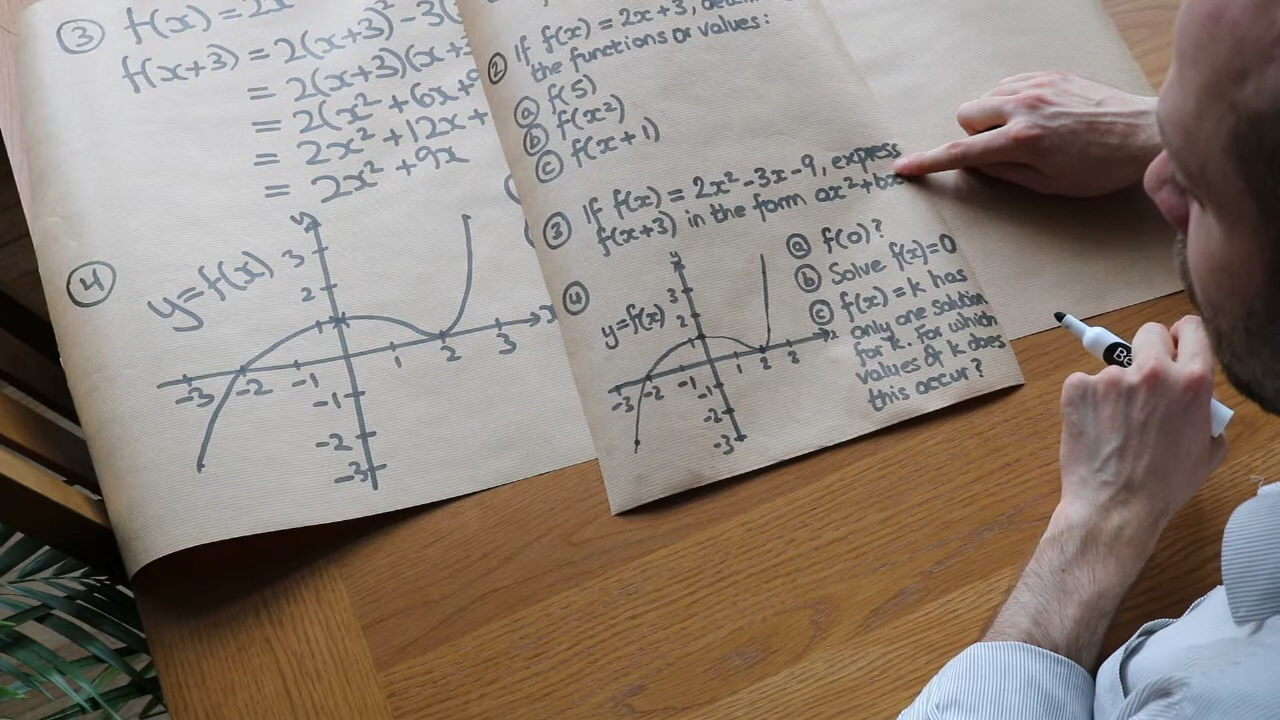 ③ f(x) = 2x
f(x+3) = 2(x+3)² - 3(
= 2(x+3)(x+3
= 2(x² + 6x + 9
= 2x² + 12x +
= 2x² + 9x
④
y = f(x)
y
3
2
1
x
-3 -2 -1 1 2 3
-1
-2
-3
② If f(x) = 2x + 3,
the functions or values:
ⓐ f(5)
ⓑ f(x²)
ⓒ f(x+1)
③ If f(x) = 2x² - 3x - 9, express
f(x+3) in the form ax² + bx
④
y = f(x)
y
3
2
x
-3 -2 -1 1 2 3
-1
-2
-3
ⓐ f(0)?
ⓑ Solve f(x) = 0
ⓒ f(x) = k has
only one solution
for k. For which
values of k does
this occur?
Be